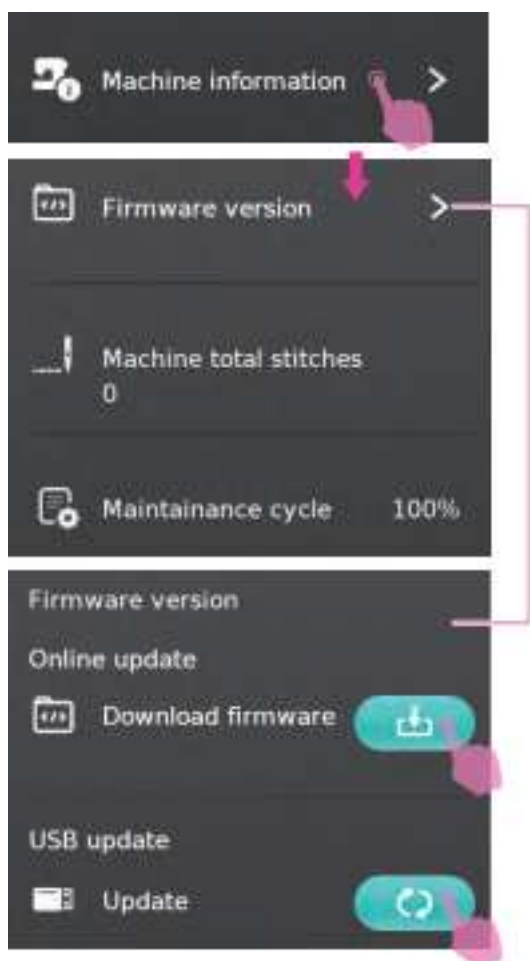 Machine information
Firmware version
Machine total stitches
0
Maintainance cycle 100%
Firmware version
Online update
Download firmware
USB update
Update